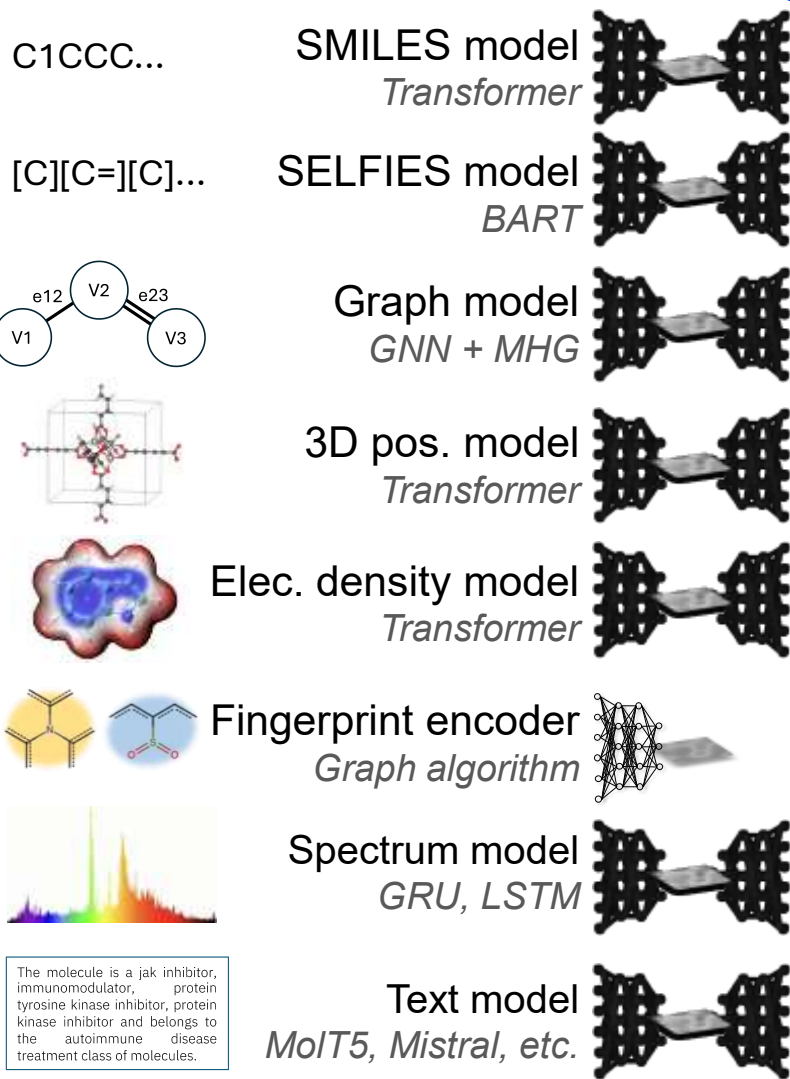 C1CCC...
SMILES model
Transformer
[C][C=][C]...
SELFIES model
BART
V1
e12
V2
e23
V3
Graph model
GNN + MHG
3D pos. model
Transformer
Elec. density model
Transformer
N
S
O
O
Fingerprint encoder
Graph algorithm
Spectrum model
GRU, LSTM
The molecule is a jak inhibitor,
immunomodulator, protein
tyrosine kinase inhibitor, protein
kinase inhibitor and belongs to
the autoimmune disease
treatment class of molecules.
Text model
MolT5, Mistral, etc.